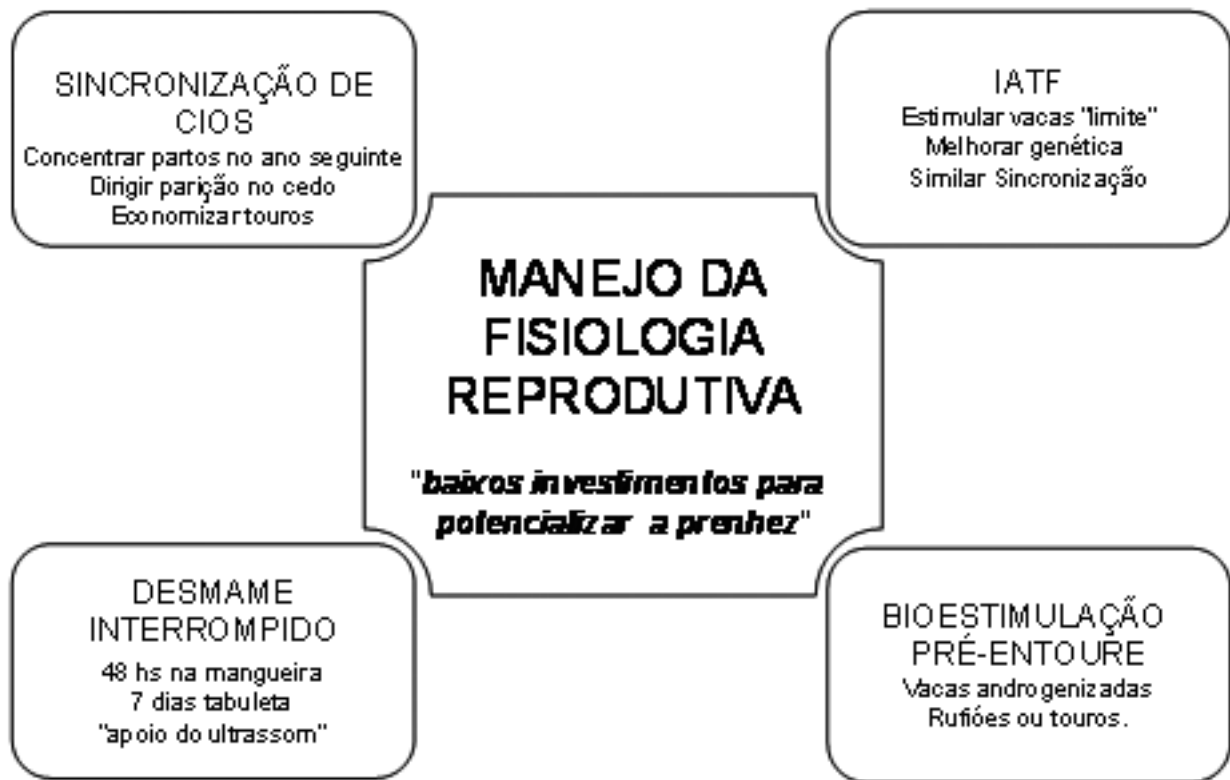 SINCRONIZAÇÃO DE
CIOS
Concentrar partos no ano seguinte
Dirigir parição no cedo
Economizar touros
IATF
Estimular vacas "limite"
Melhorar genética
Similar Sincronização
MANEJO DA
FISIOLOGIA
REPRODUTIVA
"baixos investimentos para
potencializar a prenhez"
DESMAME
INTERROMPIDO
48 hs na mangueira
7 dias tabuleta
"apoio do ultrassom"
BIOESTIMULAÇÃO
PRÉ-ENTOURE
Vacas androgenizadas
Rufiões ou touros.